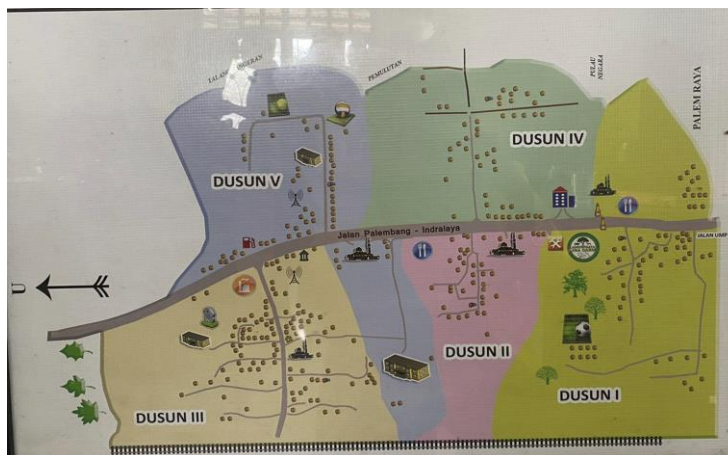 PEMULUTAN
PULAU
NEGARA
PALEM RAYA
DUSUN IV
DUSUN V
Jalan Palembang - Indralaya
JALAN UMP
U
DUSUN II
DUSUN I
DUSUN III